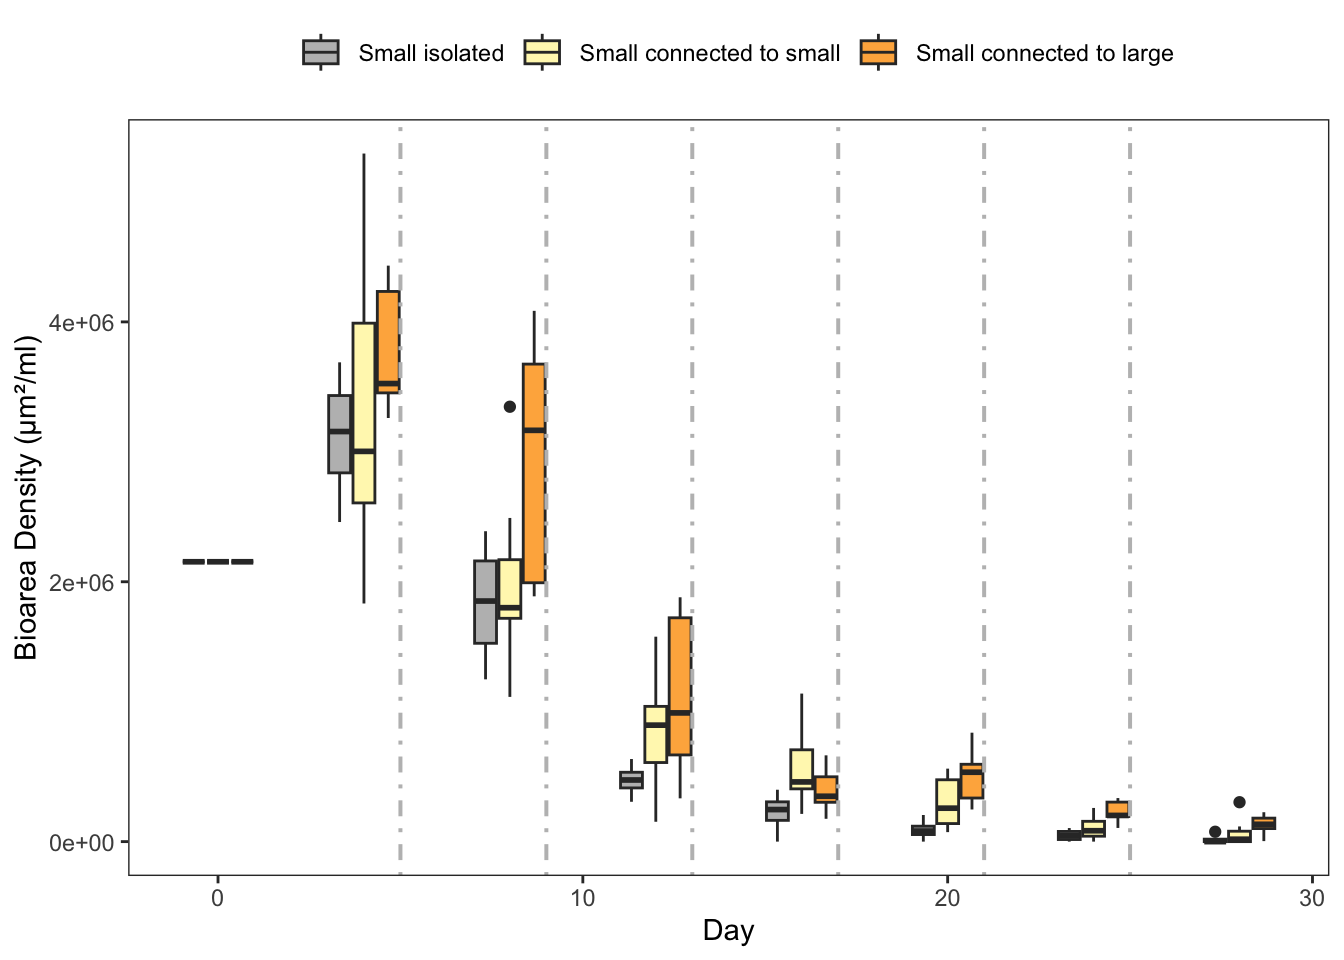 Small isolated Small connected to small Small connected to large
Bioarea Density (μm²/ml)
4e+06
2e+06
0e+00
0 10 20 30
Day